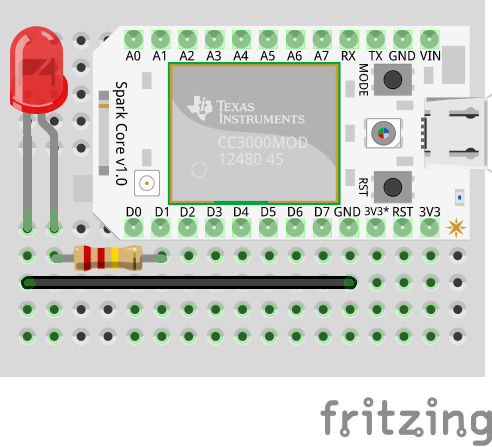 A0 A1 A2 A3 A4 A5 A6 A7 RX TX GND VIN
MODE
Spark Core v1.0
TEXAS
INSTRUMENTS
CC3000MOD
12480 45
RST
D0 D1 D2 D3 D4 D5 D6 D7 GND 3V3* RST 3V3
fritzing